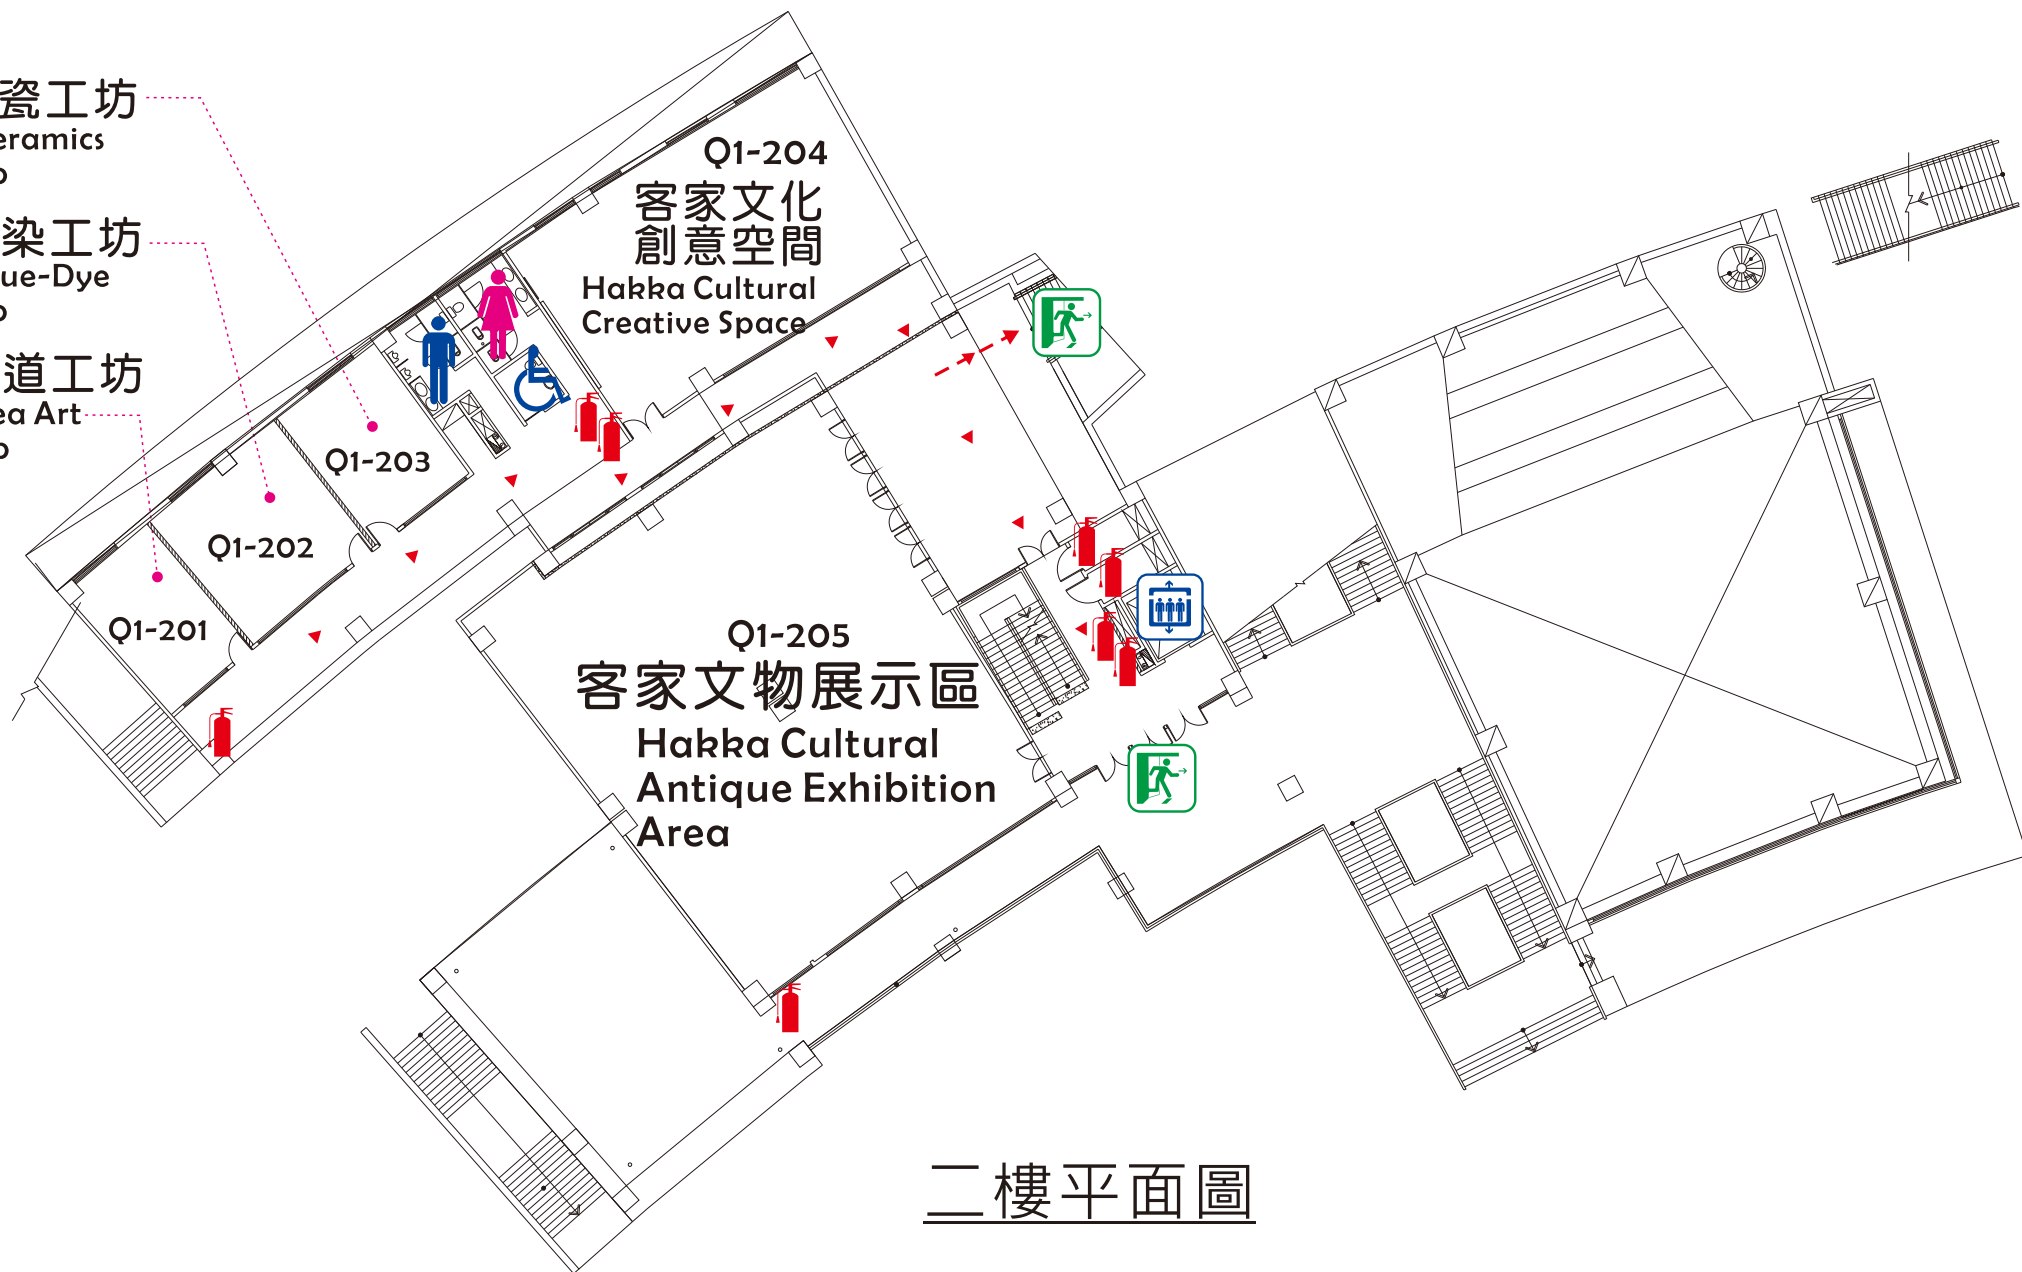 瓷工坊
eramics
染工坊
ue-Dye
道工坊
ea Art
Q1-204
客家文化
創意空間
Hakka Cultural
Creative Space
Q1-203
Q1-202
Q1-201
Q1-205
客家文物展示區
Hakka Cultural
Antique Exhibition
Area
二樓平面圖